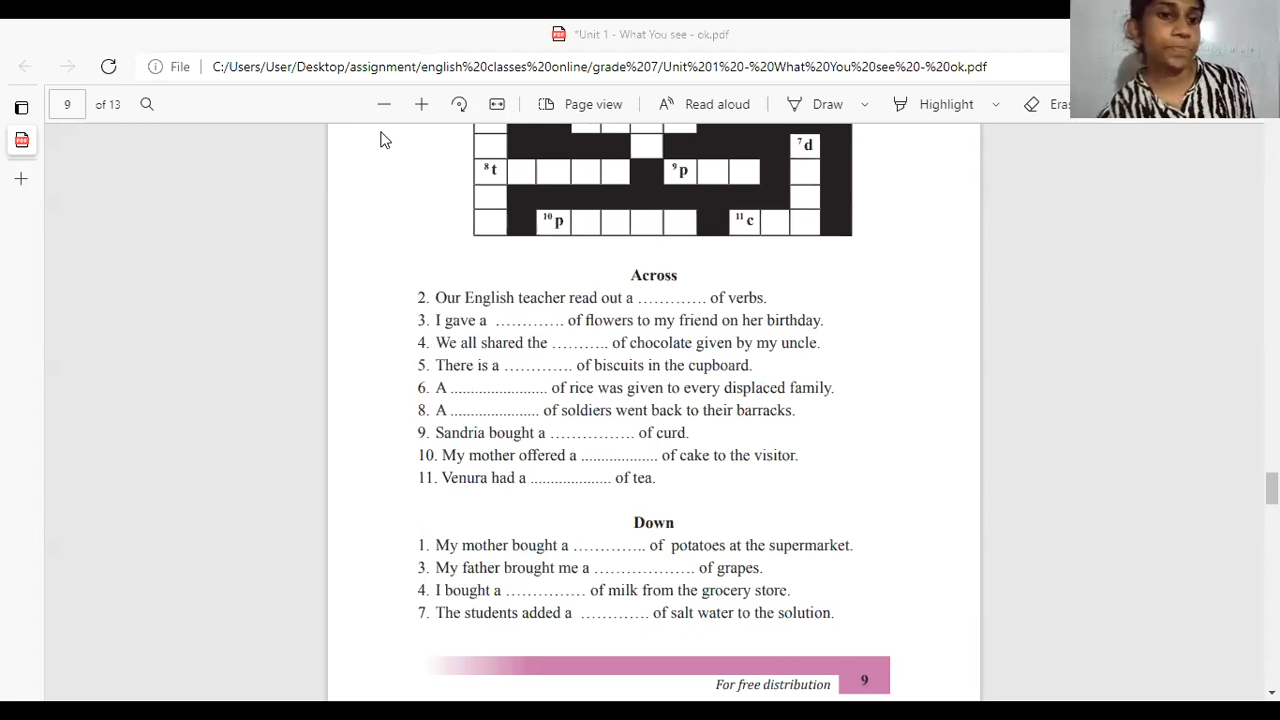 *Unit 1 - What You see - ok.pdf
File C:/Users/User/Desktop/assignment/english%20classes%20online/grade%207/Unit%201%20-%20What%20You%20see%20-%20ok.pdf
9 of 13 Page view Read aloud Draw Highlight Eras
7 d
8 t 9 p
10 p 11 c
Across
2. Our English teacher read out a ............. of verbs.
3. I gave a ............. of flowers to my friend on her birthday.
4. We all shared the .......... of chocolate given by my uncle.
5. There is a ............. of biscuits in the cupboard.
6. A ........................ of rice was given to every displaced family.
8. A ...................... of soldiers went back to their barracks.
9. Sandria bought a ................ of curd.
10. My mother offered a ................... of cake to the visitor.
11. Venura had a .................... of tea.
Down
1. My mother bought a .............. of potatoes at the supermarket.
3. My father brought me a ................... of grapes.
4. I bought a ............... of milk from the grocery store.
7. The students added a ............. of salt water to the solution.
For free distribution 9